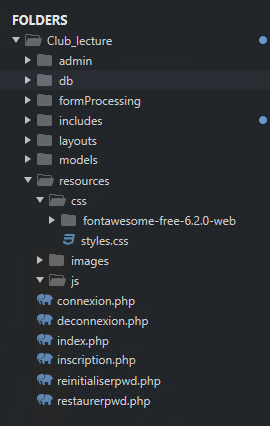 FOLDERS
Club_lecture
admin
db
formProcessing
includes
layouts
models
resources
css
fontawesome-free-6.2.0-web
styles.css
images
js
connexion.php
deconnexion.php
index.php
inscription.php
reinitialiserpwd.php
restaurerpwd.php